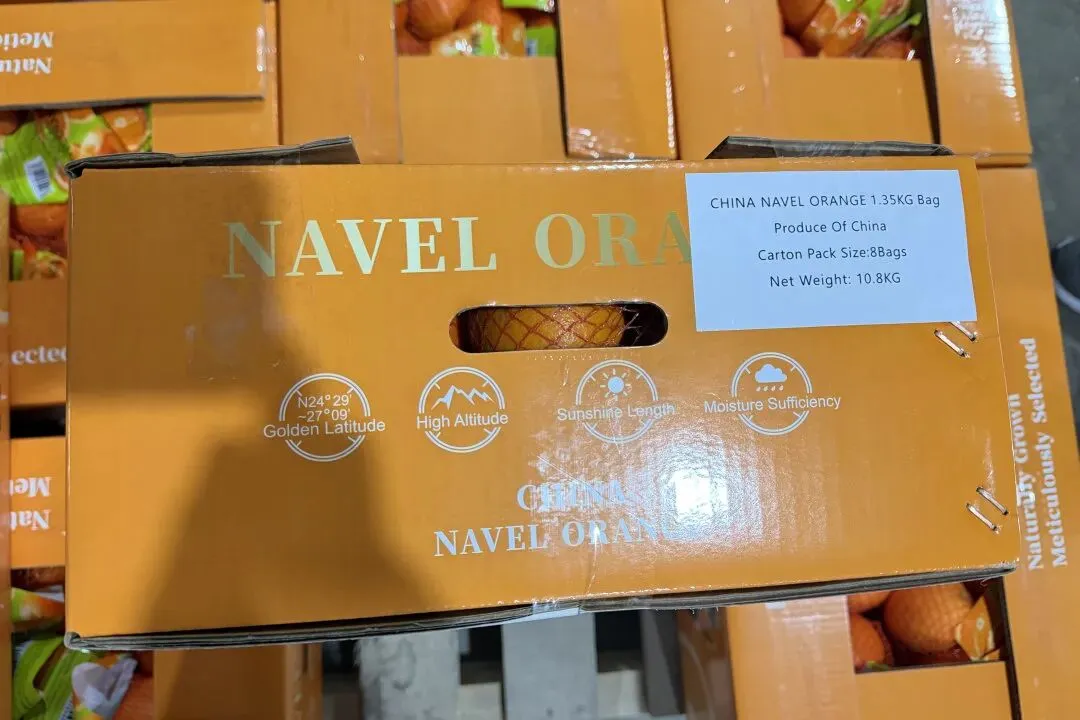 NAVEL ORA
CHINA NAVEL ORANGE 1.35KG Bag
Produce Of China
Carton Pack Size:8Bags
Net Weight: 10.8KG
N24°29'
~27°09'
Golden Latitude
High Altitude
Sunshine Length
Moisture Sufficiency
CHINA
NAVEL ORANG
Naturally Grown
Meticulously Selected